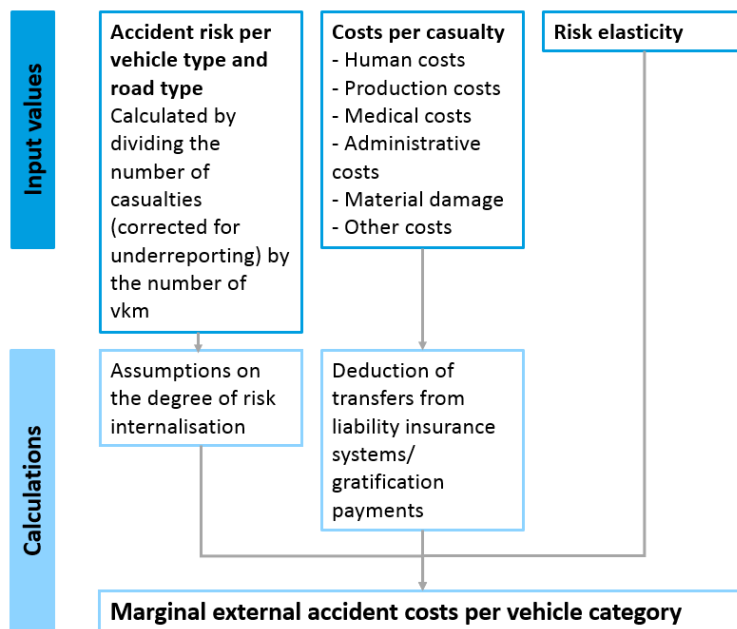 Input values
Accident risk per
vehicle type and
road type
Calculated by
dividing the
number of
casualties
(corrected for
underreporting) by
the number of
vkm
Costs per casualty
- Human costs
- Production costs
- Medical costs
- Administrative
costs
- Material damage
- Other costs
Risk elasticity
Calculations
Assumptions on
the degree of risk
internalisation
Deduction of
transfers from
liability insurance
systems/
gratification
payments
Marginal external accident costs per vehicle category